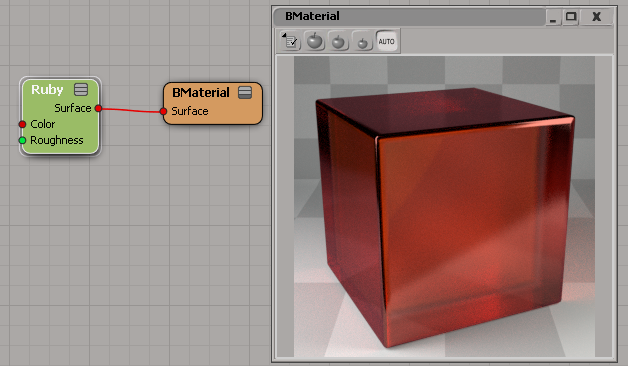 Ruby
Surface
Color
Roughness
BMaterial
Surface
BMaterial
AUTO